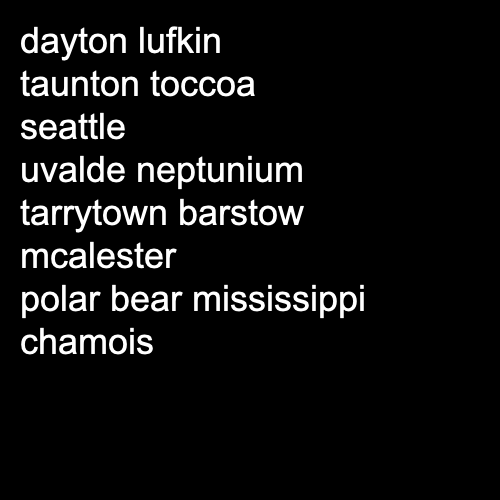 dayton lufkin
taunton toccoa
seattle
uvalde neptunium
tarrytown barstow
mcalester
polar bear mississippi
chamois